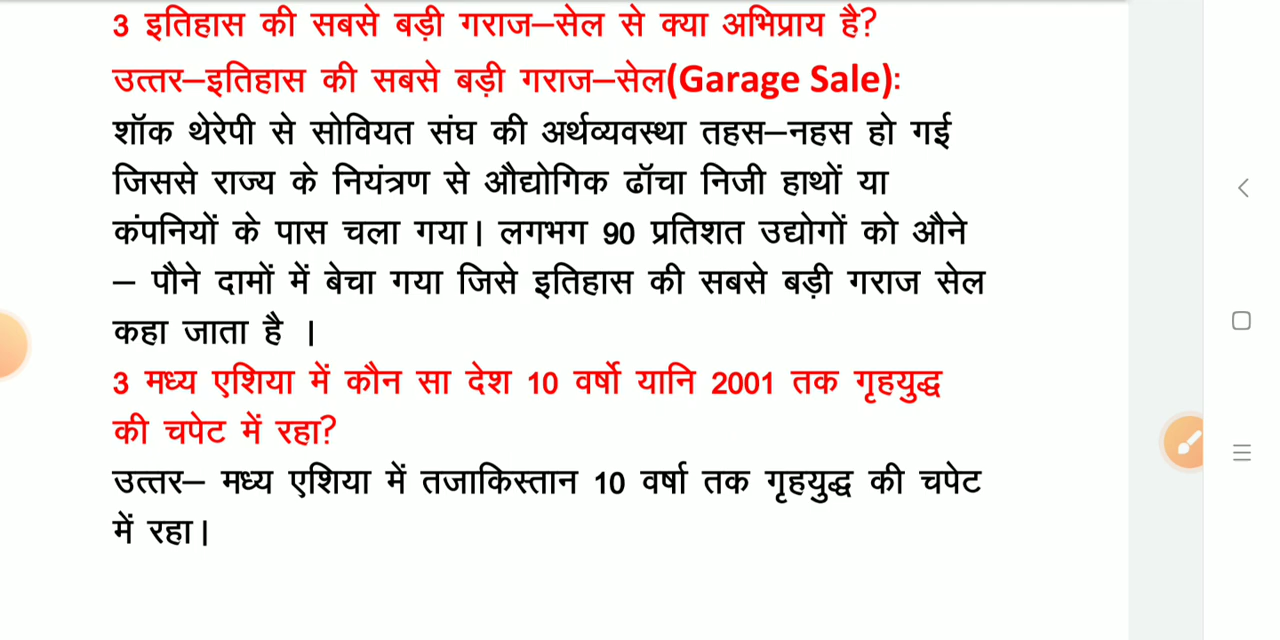 3 इतिहास की सबसे बड़ी गराज–सेल से क्या अभिप्राय है?
उत्तर–इतिहास की सबसे बड़ी गराज–सेल(Garage Sale):
शॉक थेरेपी से सोवियत संघ की अर्थव्यवस्था तहस–नहस हो गई
जिससे राज्य के नियंत्रण से औद्योगिक ढॉचा निजी हाथों या
कंपनियों के पास चला गया। लगभग 90 प्रतिशत उद्योगों को औने
– पौने दामों में बेचा गया जिसे इतिहास की सबसे बड़ी गराज सेल
कहा जाता है ।
3 मध्य एशिया में कौन सा देश 10 वर्षो यानि 2001 तक गृहयुद्ध
की चपेट में रहा?
उत्तर– मध्य एशिया में तजाकिस्तान 10 वर्षा तक गृहयुद्ध की चपेट
में रहा।